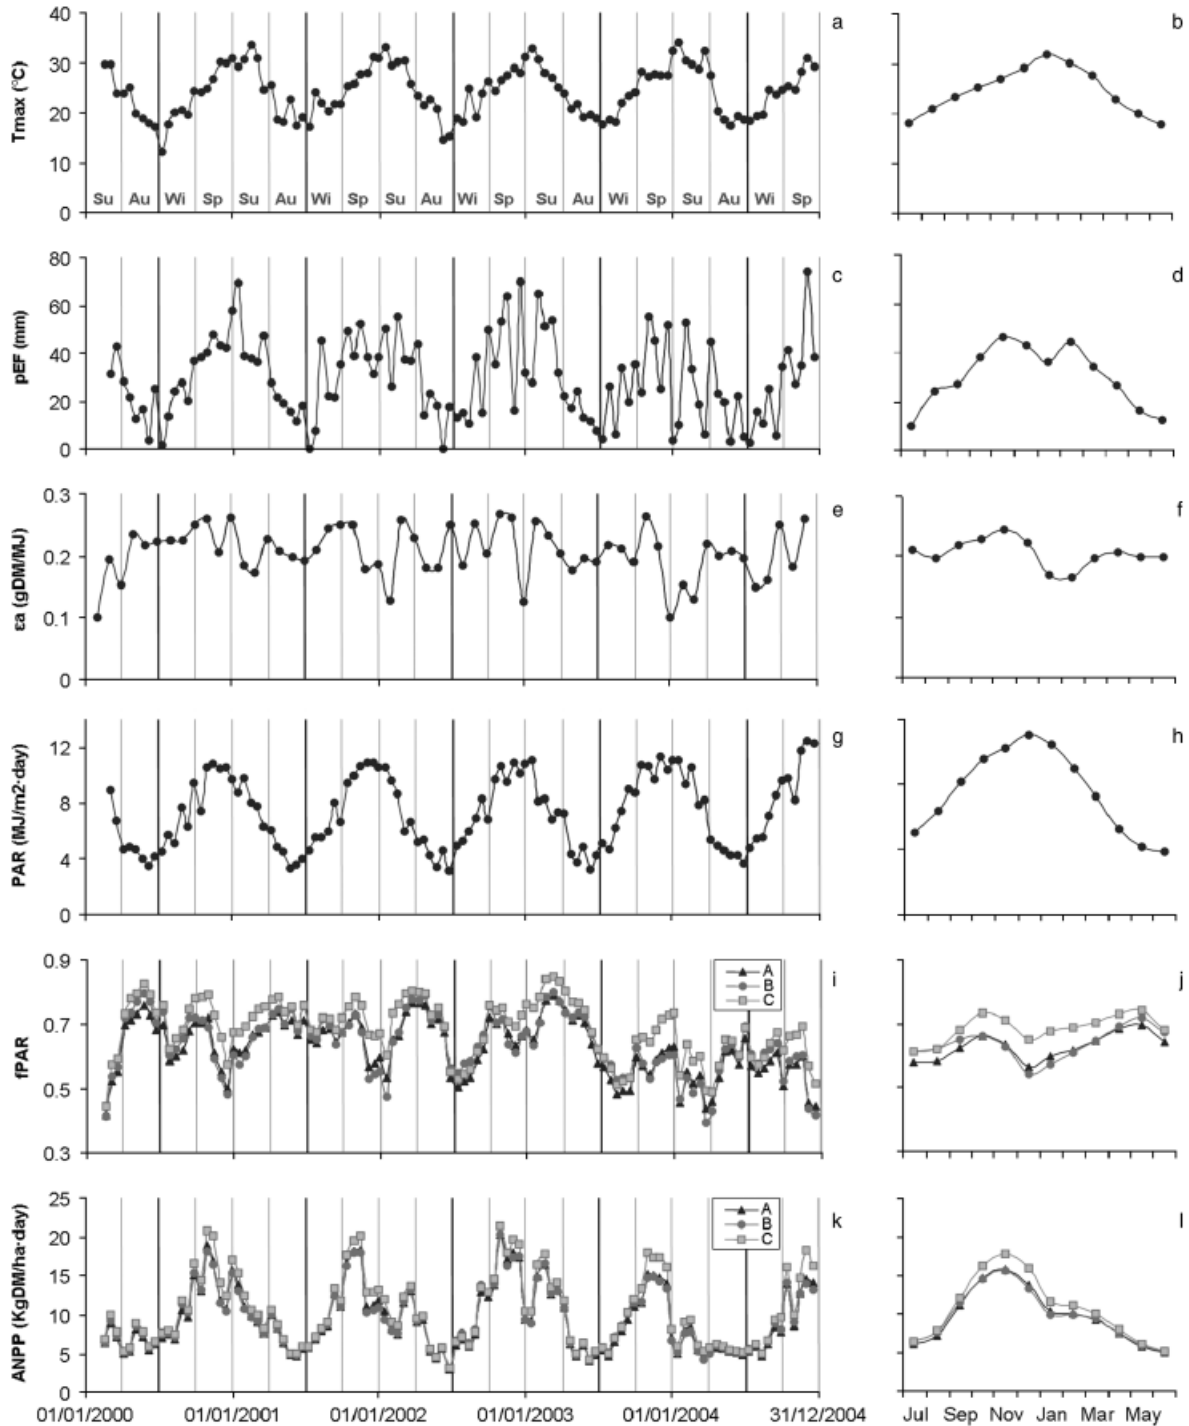 40
30
20
10
0
Tmax (°C)
a
b
Su Au Wi Sp Su Au Wi Sp Su Au Wi Sp Su Au Wi Sp Su Au Wi Sp
80
60
40
20
0
pEF (mm)
c
d
0.3
0.2
0.1
0
εa (gDM/MJ)
e
f
12
8
4
0
PAR (MJ/m2·day)
g
h
0.9
0.7
0.5
0.3
fPAR
A
B
C
i
j
25
20
15
10
5
0
ANPP (KgDM/ha·day)
A
B
C
k
l
01/01/2000 01/01/2001 01/01/2002 01/01/2003 01/01/2004 31/12/2004
Jul Sep Nov Jan Mar May